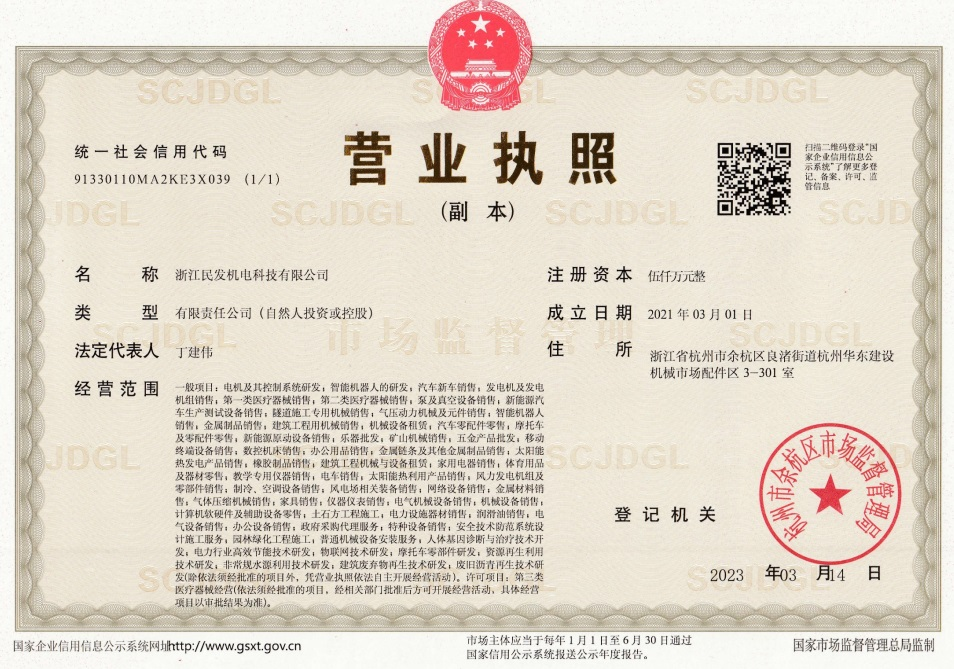 统一社会信用代码
91330110MA2KE3X039 (1/1)
营业执照
(副 本)
扫描二维码登录"国
家企业信用信息公
示系统"了解更多登
记、备案、许可、监
管信息
名 称 浙江民发机电科技有限公司
类 型 有限责任公司(自然人投资或控股)
法定代表人 丁建伟
经营范围 一般项目:电机及其控制系统研发;智能机器人的研发;汽车新车销售;发电机及发电
机组销售;第一类医疗器械销售;第二类医疗器械销售;泵及真空设备销售;新能源汽
车生产测试设备销售;隧道施工专用机械销售;气压动力机械及元件销售;智能机器人
销售;金属制品销售;建筑工程用机械销售;机械设备租赁;汽车零配件零售;摩托车
及零配件零售;新能源原动设备销售;乐器批发;矿山机械销售;五金产品批发;移动
终端设备销售;数控机床销售;办公用品销售;金属链条及其他金属制品销售;太阳能
热发电产品销售;橡胶制品销售;建筑工程机械与设备租赁;家用电器销售;体育用品
及器材零售;教学专用仪器销售;电车销售;太阳能热利用产品销售;风力发电机组及
零部件销售;制冷、空调设备销售;风电场相关装备销售;网络设备销售;金属材料销
售;气体压缩机械销售;家具销售;仪器仪表销售;电气机械设备销售;机械设备销售;
计算机软硬件及辅助设备零售;土石方工程施工;电力设施器材销售;润滑油销售;电
气设备销售;办公设备销售;政府采购代理服务;特种设备销售;安全技术防范系统设
计施工服务;园林绿化工程施工;普通机械设备安装服务;人体基因诊断与治疗技术开
发;电力行业高效节能技术研发;物联网技术研发;摩托车零部件研发;资源再生利用
技术研发;非常规水源利用技术研发;建筑废弃物再生技术研发;废旧沥青再生技术研
发(除依法须经批准的项目外,凭营业执照依法自主开展经营活动)。许可项目:第三类
医疗器械经营(依法须经批准的项目,经相关部门批准后方可开展经营活动,具体经营
项目以审批结果为准)。
注册资本 伍仟万元整
成立日期 2021 年 03 月 01 日
住 所 浙江省杭州市余杭区良渚街道杭州华东建设
机械市场配件区 3-301 室
登记机关
杭州市余杭区市场监督管理局
2023 年03 月14 日
国家企业信用信息公示系统网址http://www.gsxt.gov.cn
市场主体应当于每年1月1日至6月30日通过
国家信用公示系统报送公示年度报告。
国家市场监督管理总局监制
SCJDGL
市场监督管理